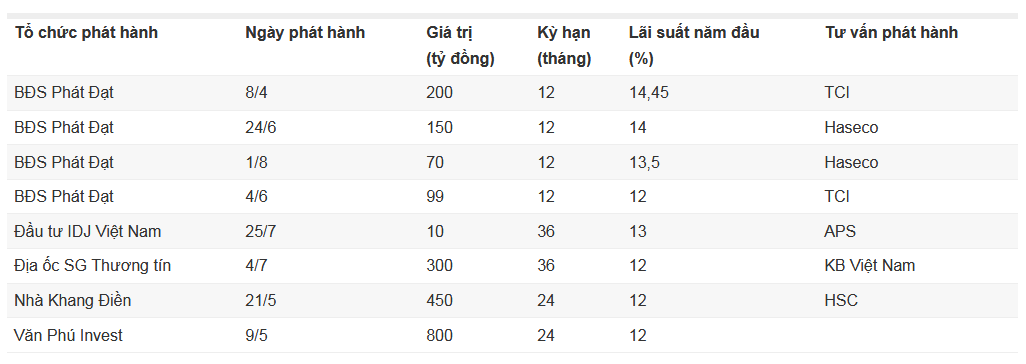 Tổ chức phát hành Ngày phát hành Giá trị Kỳ hạn Lãi suất năm đầu Tư vấn phát hành
(tỷ đồng) (tháng) (%)
BĐS Phát Đạt 8/4 200 12 14,45 TCI
BĐS Phát Đạt 24/6 150 12 14 Haseco
BĐS Phát Đạt 1/8 70 12 13,5 Haseco
BĐS Phát Đạt 4/6 99 12 12 TCI
Đầu tư IDJ Việt Nam 25/7 10 36 13 APS
Địa ốc SG Thương tín 4/7 300 36 12 KB Việt Nam
Nhà Khang Điền 21/5 450 24 12 HSC
Văn Phú Invest 9/5 800 24 12